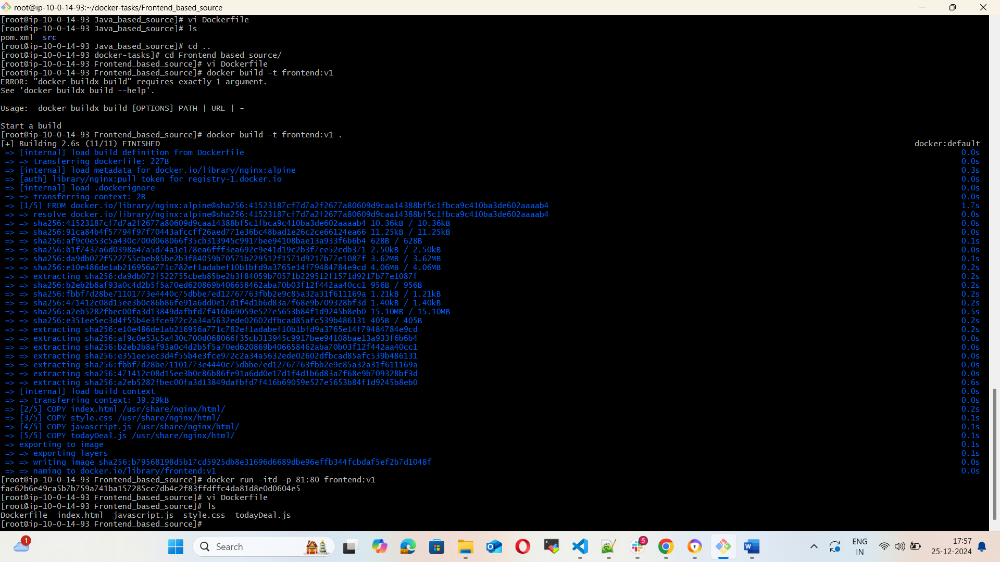 root@ip-10-0-14-93:~/docker-tasks/Frontend_based_source
[root@ip-10-0-14-93 Java_based_source]# vi Dockerfile
[root@ip-10-0-14-93 Java_based_source]# ls
pom.xml  src
[root@ip-10-0-14-93 Java_based_source]# cd ..
[root@ip-10-0-14-93 docker-tasks]# cd Frontend_based_source/
[root@ip-10-0-14-93 Frontend_based_source]# vi Dockerfile
[root@ip-10-0-14-93 Frontend_based_source]# docker build -t frontend:v1
ERROR: "docker buildx build" requires exactly 1 argument.
See 'docker buildx build --help'.
Usage:  docker buildx build [OPTIONS] PATH | URL | -
Start a build
[root@ip-10-0-14-93 Frontend_based_source]# docker build -t frontend:v1 .
[+] Building 2.6s (11/11) FINISHED docker:default
=> [internal] load build definition from Dockerfile 0.0s
=> => transferring dockerfile: 227B 0.0s
=> [internal] load metadata for docker.io/library/nginx:alpine 0.3s
=> [auth] library/nginx:pull token for registry-1.docker.io 0.0s
=> [internal] load .dockerignore 0.0s
=> => transferring context: 2B 0.0s
=> [1/5] FROM docker.io/library/nginx:alpine@sha256:41523187cf7d7a2f2677a80609d9caa14388bf5c1fbca9c410ba3de602aaaab4 1.7s
=> => resolve docker.io/library/nginx:alpine@sha256:41523187cf7d7a2f2677a80609d9caa14388bf5c1fbca9c410ba3de602aaaab4 0.0s
=> => sha256:41523187cf7d7a2f2677a80609d9caa14388bf5c1fbca9c410ba3de602aaaab4 10.36kB / 10.36kB 0.0s
=> => sha256:91ca84b4f57794f97f70443afccff26aed771e36bc48bad1e26c2ce66124ea66 11.25kB / 11.25kB 0.0s
=> => sha256:af9c0e53c5a430c700d068066f35cb313945c9917bee94108bae13a933f6b6b4 628B / 628B 0.1s
=> => sha256:b1f7437a6d0398a47a5d74a1e178ea6fff3ea692c9e41d19c2b3f7ce52cdb371 2.50kB / 2.50kB 0.0s
=> => sha256:da9db072f522755cbeb85be2b3f84059b70571b229512f1571d9217b77e1087f 3.62MB / 3.62MB 0.1s
=> => sha256:e10e486de1ab216956a771c782ef1adabef10b1bfd9a3765e14f79484784e9cd 4.06MB / 4.06MB 0.2s
=> => extracting sha256:da9db072f522755cbeb85be2b3f84059b70571b229512f1571d9217b77e1087f 0.2s
=> => sha256:b2eb2b8af93a0c4d2b5f5a70ed620869b406658462aba70b03f12f442aa40cc1 956B / 956B 0.2s
=> => sha256:fbbf7d28be71101773e4440c75dbbe7ed12767763fbb2e9c85a32a31f611169a 1.21kB / 1.21kB 0.2s
=> => sha256:471412c08d15ee3b0c86b86fe91a6dd0e17d1f4d1b6d83a7f68e9b709328bf3d 1.40kB / 1.40kB 0.2s
=> => sha256:a2eb5282fbec00fa3d13849dafbfd7f416b69059e527e5653b84f1d9245b8eb0 15.10MB / 15.10MB 0.5s
=> => sha256:e351ee5ec3d4f55b4e3fce972c2a34a5632ede02602dfbcad85afc539b486131 405B / 405B 0.2s
=> => extracting sha256:e10e486de1ab216956a771c782ef1adabef10b1bfd9a3765e14f79484784e9cd 0.2s
=> => extracting sha256:af9c0e53c5a430c700d068066f35cb313945c9917bee94108bae13a933f6b6b4 0.0s
=> => extracting sha256:b2eb2b8af93a0c4d2b5f5a70ed620869b406658462aba70b03f12f442aa40cc1 0.0s
=> => extracting sha256:e351ee5ec3d4f55b4e3fce972c2a34a5632ede02602dfbcad85afc539b486131 0.0s
=> => extracting sha256:fbbf7d28be71101773e4440c75dbbe7ed12767763fbb2e9c85a32a31f611169a 0.0s
=> => extracting sha256:471412c08d15ee3b0c86b86fe91a6dd0e17d1f4d1b6d83a7f68e9b709328bf3d 0.0s
=> => extracting sha256:a2eb5282fbec00fa3d13849dafbfd7f416b69059e527e5653b84f1d9245b8eb0 0.6s
=> [internal] load build context 0.0s
=> => transferring context: 39.29kB 0.0s
=> [2/5] COPY index.html /usr/share/nginx/html/ 0.2s
=> [3/5] COPY style.css /usr/share/nginx/html/ 0.1s
=> [4/5] COPY javascript.js /usr/share/nginx/html/ 0.1s
=> [5/5] COPY todayDeal.js /usr/share/nginx/html/ 0.1s
=> exporting to image 0.1s
=> => exporting layers 0.1s
=> => writing image sha256:b79568198d5b17cd5925db8e31696d6689dbe96effb344fcbdaf5ef2b7d1048f 0.0s
=> => naming to docker.io/library/frontend:v1 0.0s
[root@ip-10-0-14-93 Frontend_based_source]# docker run -itd -p 81:80 frontend:v1
fac62b6e49ca5b7b759a741ba157285cc7db4c2f83ffdffc4da81d8e0d0604e5
[root@ip-10-0-14-93 Frontend_based_source]# vi Dockerfile
[root@ip-10-0-14-93 Frontend_based_source]# ls
Dockerfile  index.html  javascript.js  style.css  todayDeal.js
[root@ip-10-0-14-93 Frontend_based_source]#
1
Search
5
ENG
IN
17:57
25-12-2024